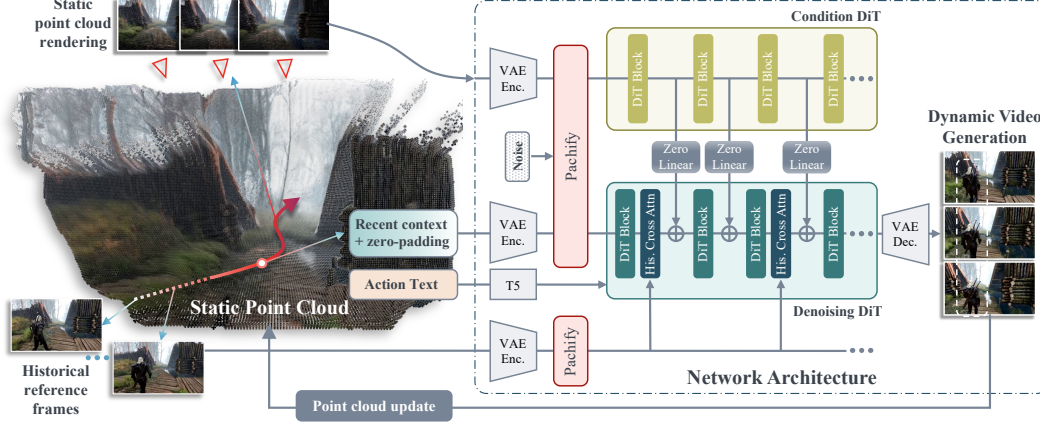 Static
point cloud
rendering
Condition DiT
VAE
Enc.
Pachify
DiT Block
DiT Block
DiT Block
DiT Block
Noise
Zero
Linear
Zero
Linear
Zero
Linear
Dynamic Video
Generation
Recent context
+ zero-padding
VAE
Enc.
DiT Block
His. Cross Attn
DiT Block
DiT Block
His. Cross Attn
DiT Block
VAE
Dec.
Action Text
T5
Static Point Cloud
Denoising DiT
VAE
Enc.
Pachify
Historical
reference
frames
Network Architecture
Point cloud update